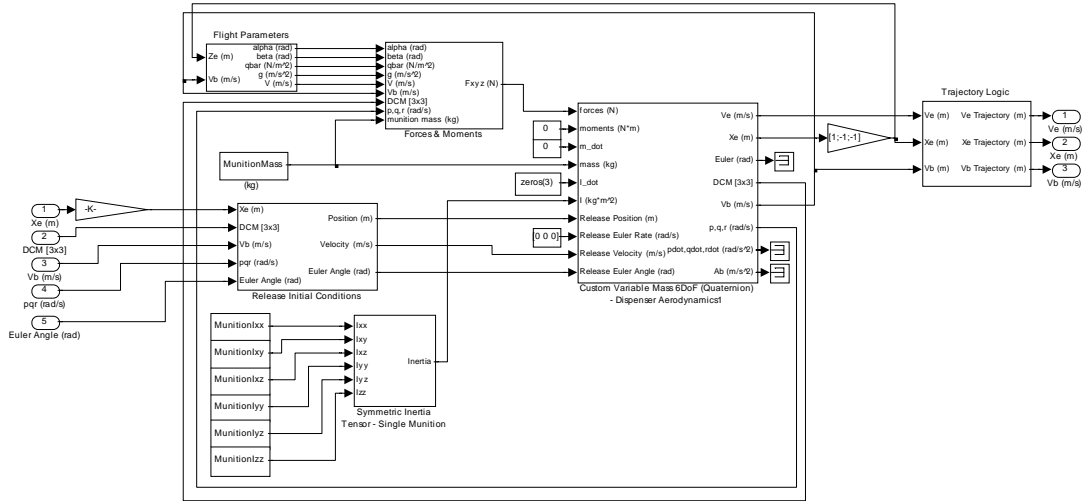 Flight Parameters
Ze (m)
Vb (m/s)
alpha (rad)
beta (rad)
qbar (N/m^2)
g (m/s^2)
V (m/s)
alpha (rad)
beta (rad)
qbar (N/m^2)
g (m/s^2)
V (m/s)
Vb (m/s)
DCM [3x3]
p,q,r (rad/s)
munition mass (kg)
Fxyz (N)
Forces & Moments
MunitionMass
(kg)
0
0
zeros(3)
[0 0 0]
forces (N)
moments (N*m)
m_dot
mass (kg)
I_dot
I (kg*m^2)
Release Position (m)
Release Euler Rate (rad/s)
Release Velocity (m/s)
Release Euler Angle (rad)
Ve (m/s)
Xe (m)
Euler (rad)
DCM [3x3]
Vb (m/s)
p,q,r (rad/s)
pdot,qdot,rdot (rad/s^2)
Ab (m/s^2)
Custom Variable Mass 6DoF (Quaternion)
- Dispenser Aerodynamics1
[1;-1;-1]
Trajectory Logic
Ve (m)
Xe (m)
Vb (m)
Ve Trajectory (m)
Xe Trajectory (m)
Vb Trajectory (m)
1
Ve (m/s)
2
Xe (m)
3
Vb (m/s)
1
Xe (m)
2
DCM [3x3]
3
Vb (m/s)
4
pqr (rad/s)
5
Euler Angle (rad)
-K-
Xe (m)
DCM [3x3]
Vb (m/s)
pqr (rad/s)
Euler Angle (rad)
Position (m)
Velocity (m/s)
Euler Angle (rad)
Release Initial Conditions
MunitionIxx
MunitionIxy
MunitionIxz
MunitionIyy
MunitionIyz
MunitionIzz
Ixx
Ixy
Ixz
Iyy
Iyz
Izz
Inertia
Symmetric Inertia
Tensor - Single Munition